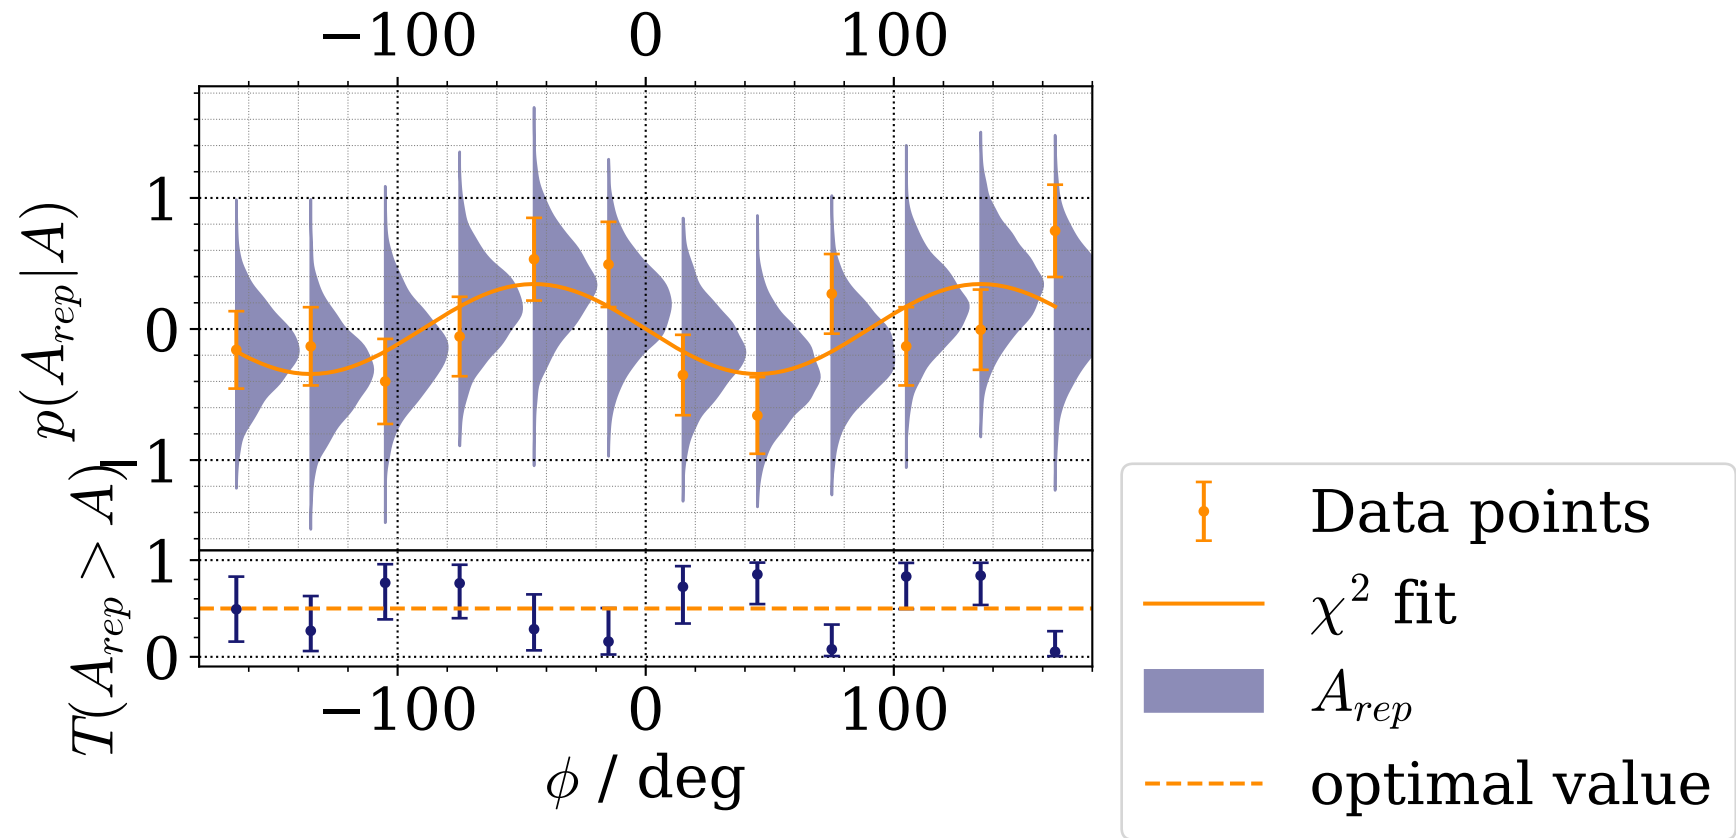 −100 0 100
p(A_rep|A)
1
0
−1
T(A_rep > A)
1
0
−100 0 100
ϕ / deg
Data points
χ² fit
A_rep
optimal value